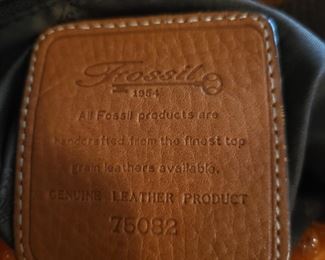 Fossil
1954
All Fossil products are
handcrafted from the finest top
grain leathers available.
GENUINE LEATHER PRODUCT
75082